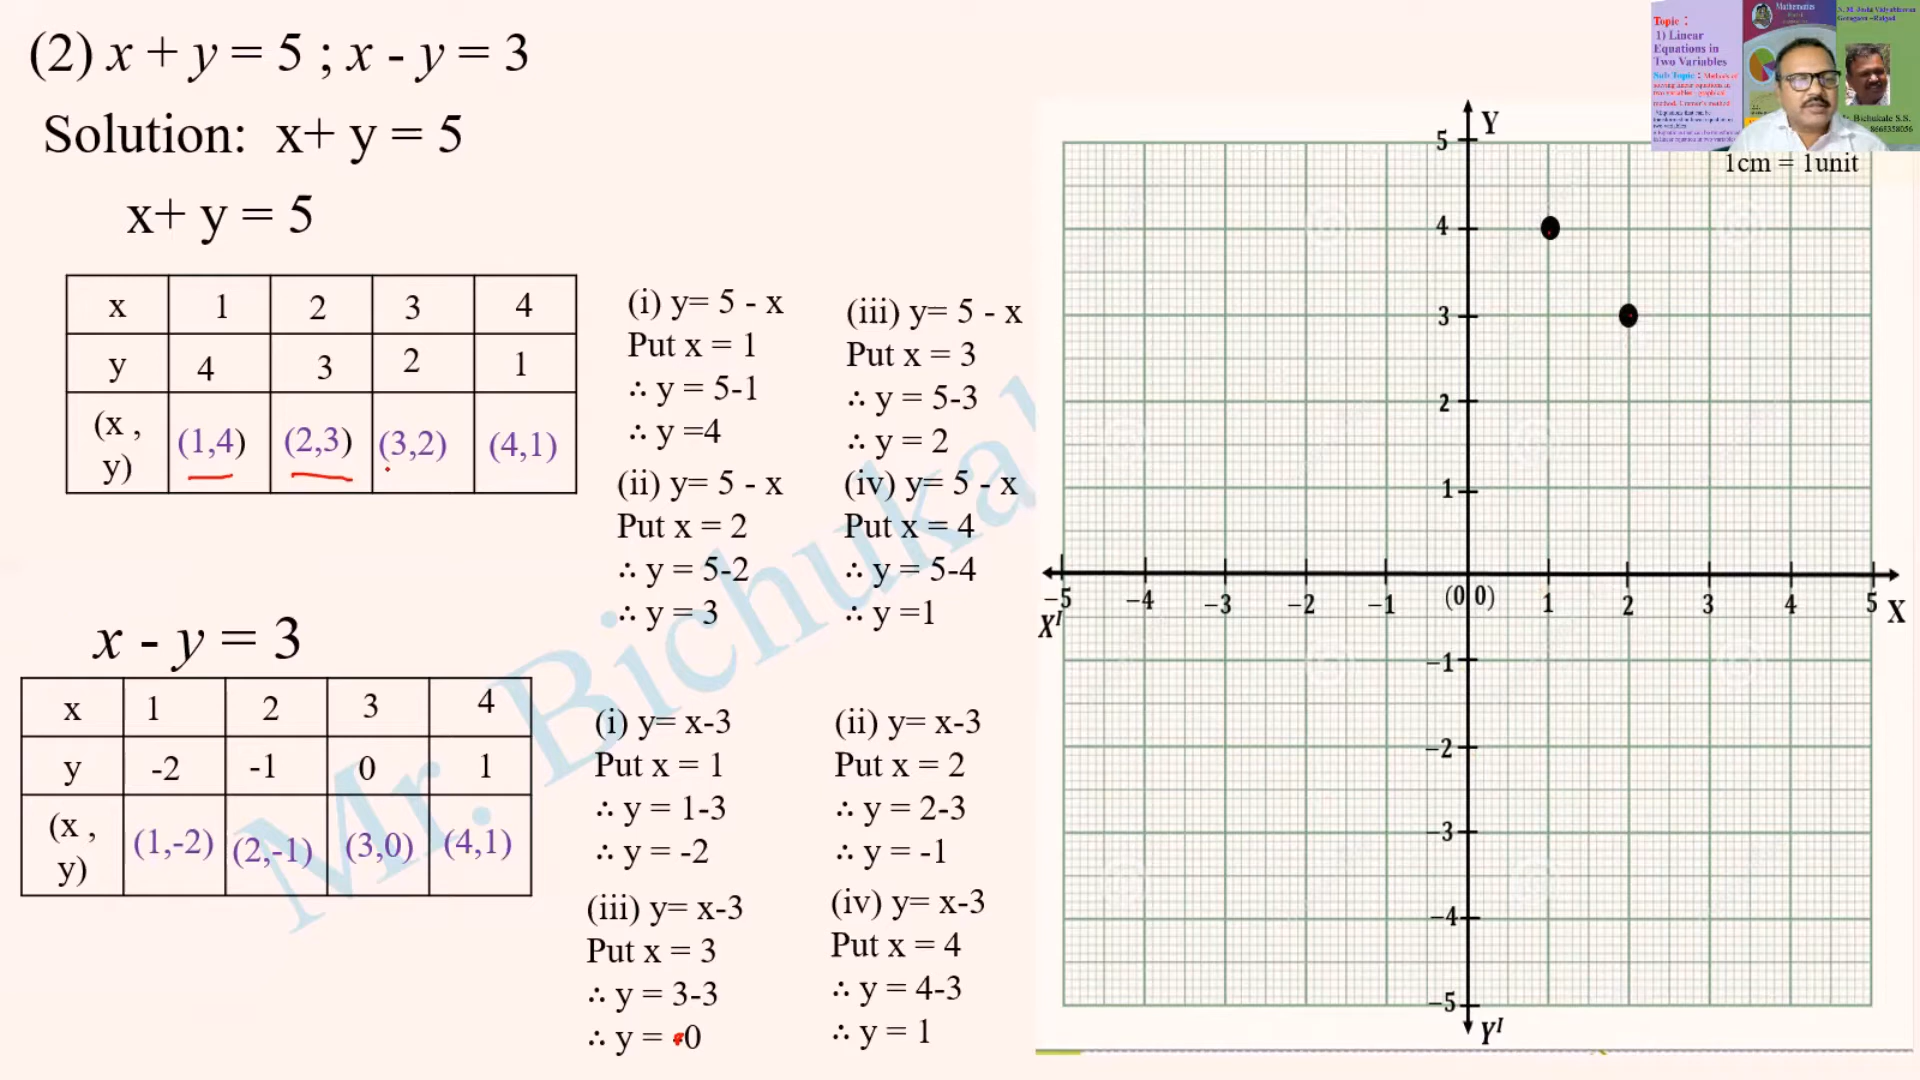 (2) x + y = 5 ; x - y = 3
Solution: x+ y = 5
x+ y = 5
x 1 2 3 4
y 4 3 2 1
(x , y) (1,4) (2,3) (3,2) (4,1)
(i) y= 5 - x
Put x = 1
∴ y = 5-1
∴ y =4
(ii) y= 5 - x
Put x = 2
∴ y = 5-2
∴ y = 3
(iii) y= 5 - x
Put x = 3
∴ y = 5-3
∴ y = 2
(iv) y= 5 - x
Put x = 4
∴ y = 5-4
∴ y =1
x - y = 3
x 1 2 3 4
y -2 -1 0 1
(x , y) (1,-2) (2,-1) (3,0) (4,1)
(i) y= x-3
Put x = 1
∴ y = 1-3
∴ y = -2
(ii) y= x-3
Put x = 2
∴ y = 2-3
∴ y = -1
(iii) y= x-3
Put x = 3
∴ y = 3-3
∴ y = 0
(iv) y= x-3
Put x = 4
∴ y = 4-3
∴ y = 1
Mr. Bichuka
Topic :
1) Linear
Equations in
Two Variables
Sub Topic :
Mathematics
Bichukale S.S.
1cm = 1unit
Y
5
4
3
2
1
-5 -4 -3 -2 -1 (0 0) 1 2 3 4 5 X
X'
-1
-2
-3
-4
-5
Y'